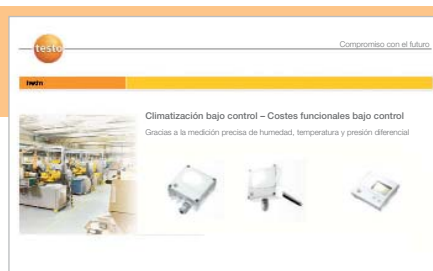 testo
Compromiso con el futuro
Climatización bajo control – Costes funcionales bajo control
Gracias a la medición precisa de humedad, temperatura y presión diferencial